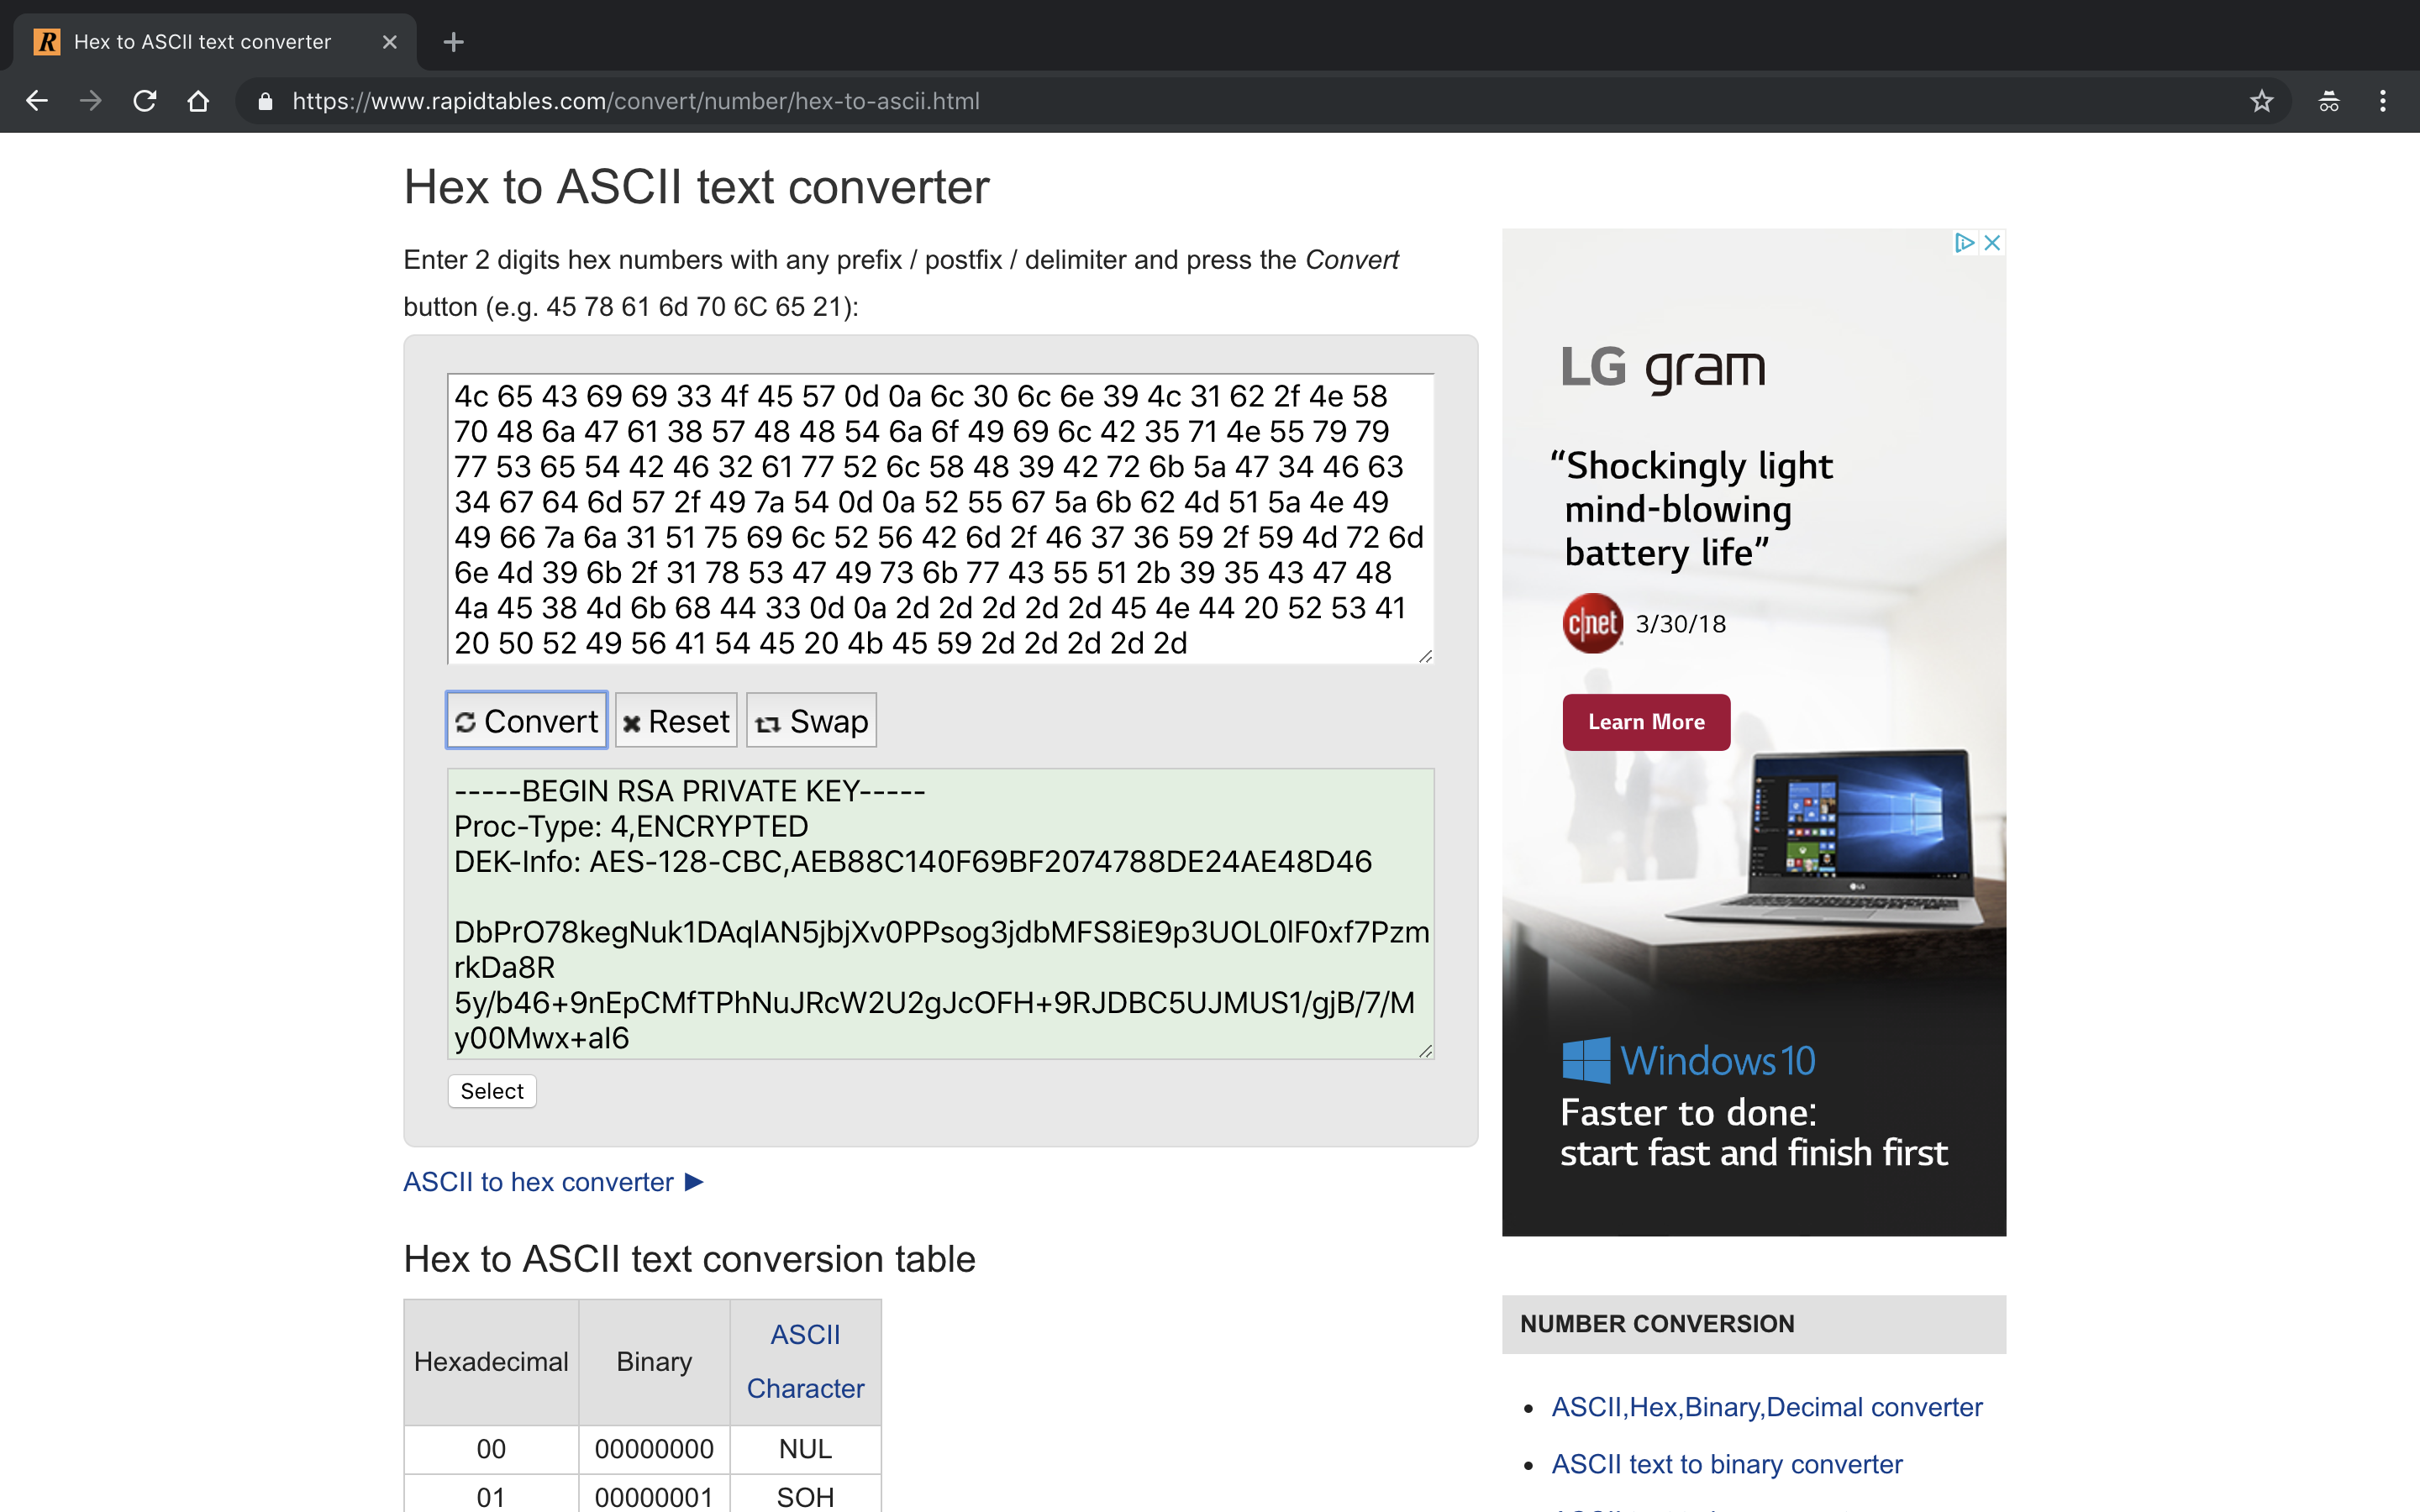 Hex to ASCII text converter
https://www.rapidtables.com/convert/number/hex-to-ascii.html
Hex to ASCII text converter
Enter 2 digits hex numbers with any prefix / postfix / delimiter and press the Convert
button (e.g. 45 78 61 6d 70 6C 65 21):
4c 65 43 69 69 33 4f 45 57 0d 0a 6c 30 6c 6e 39 4c 31 62 2f 4e 58
70 48 6a 47 61 38 57 48 48 54 6a 6f 49 69 6c 42 35 71 4e 55 79 79
77 53 65 54 42 46 32 61 77 52 6c 58 48 39 42 72 6b 5a 47 34 46 63
34 67 64 6d 57 2f 49 7a 54 0d 0a 52 55 67 5a 6b 62 4d 51 5a 4e 49
49 66 7a 6a 31 51 75 69 6c 52 56 42 6d 2f 46 37 36 59 2f 59 4d 72 6d
6e 4d 39 6b 2f 31 78 53 47 49 73 6b 77 43 55 51 2b 39 35 43 47 48
4a 45 38 4d 6b 68 44 33 0d 0a 2d 2d 2d 2d 2d 45 4e 44 20 52 53 41
20 50 52 49 56 41 54 45 20 4b 45 59 2d 2d 2d 2d 2d
Convert Reset Swap
-----BEGIN RSA PRIVATE KEY-----
Proc-Type: 4,ENCRYPTED
DEK-Info: AES-128-CBC,AEB88C140F69BF2074788DE24AE48D46
DbPrO78kegNuk1DAqlAN5jbjXv0PPsog3jdbMFS8iE9p3UOL0lF0xf7Pzm
rkDa8R
5y/b46+9nEpCMfTPhNuJRcW2U2gJcOFH+9RJDBC5UJMUS1/gjB/7/M
y00Mwx+aI6
Select
ASCII to hex converter ►
Hex to ASCII text conversion table
Hexadecimal Binary ASCII Character
00 00000000 NUL
01 00000001 SOH
LG gram
“Shockingly light
mind-blowing
battery life”
c|net 3/30/18
Learn More
LG
Windows 10
Faster to done:
start fast and finish first
NUMBER CONVERSION
ASCII,Hex,Binary,Decimal converter
ASCII text to binary converter